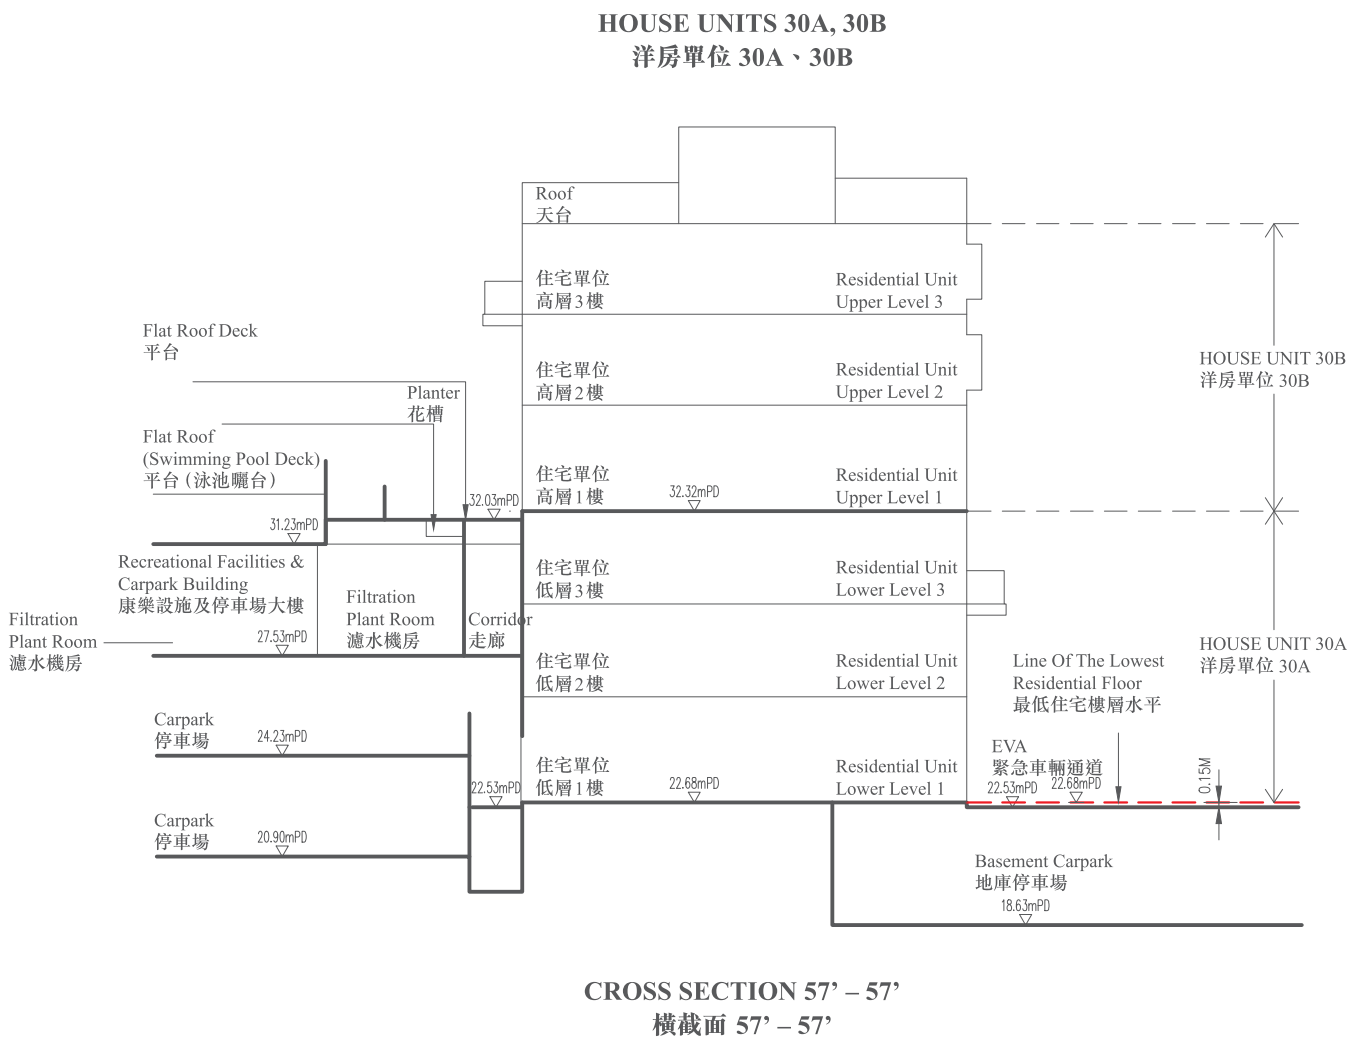 HOUSE UNITS 30A, 30B
洋房單位 30A、30B
Roof
天台
住宅單位
高層3樓
Residential Unit
Upper Level 3
Flat Roof Deck
平台
住宅單位
高層2樓
Residential Unit
Upper Level 2
HOUSE UNIT 30B
洋房單位 30B
Planter
花槽
Flat Roof
(Swimming Pool Deck)
平台 (泳池曬台)
住宅單位
高層1樓
Residential Unit
Upper Level 1
32.03mPD
32.32mPD
31.23mPD
Recreational Facilities &
Carpark Building
康樂設施及停車場大樓
住宅單位
低層3樓
Residential Unit
Lower Level 3
Filtration
Plant Room
濾水機房
Filtration
Plant Room
濾水機房
Corridor
走廊
27.53mPD
住宅單位
低層2樓
Residential Unit
Lower Level 2
Line Of The Lowest
Residential Floor
最低住宅樓層水平
HOUSE UNIT 30A
洋房單位 30A
Carpark
停車場
24.23mPD
住宅單位
低層1樓
Residential Unit
Lower Level 1
EVA
緊急車輛通道
22.53mPD
22.68mPD
22.53mPD
22.68mPD
0.15M
Carpark
停車場
20.90mPD
Basement Carpark
地庫停車場
18.63mPD
CROSS SECTION 57’ – 57’
橫截面 57’ – 57’